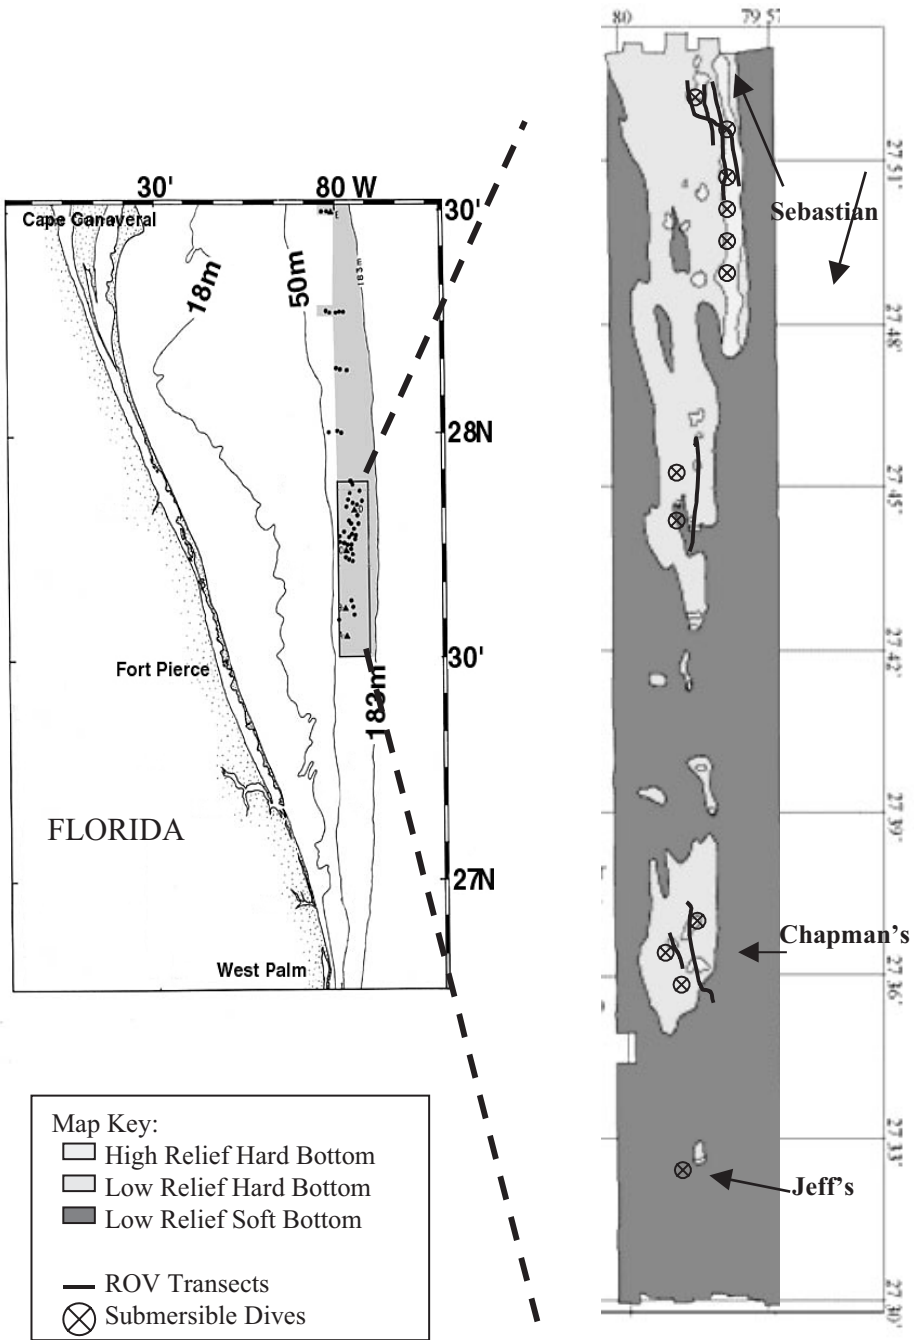 80
79 57
30'
80 W
30'
Cape Canaveral
18m
50m
183m
28N
30'
183m
Fort Pierce
FLORIDA
27N
West Palm
27 51'
Sebastian
27 48'
27 45'
27 42'
27 39'
Chapman's
27 36'
27 33'
Jeff's
27 30'
Map Key:
High Relief Hard Bottom
Low Relief Hard Bottom
Low Relief Soft Bottom
ROV Transects
Submersible Dives